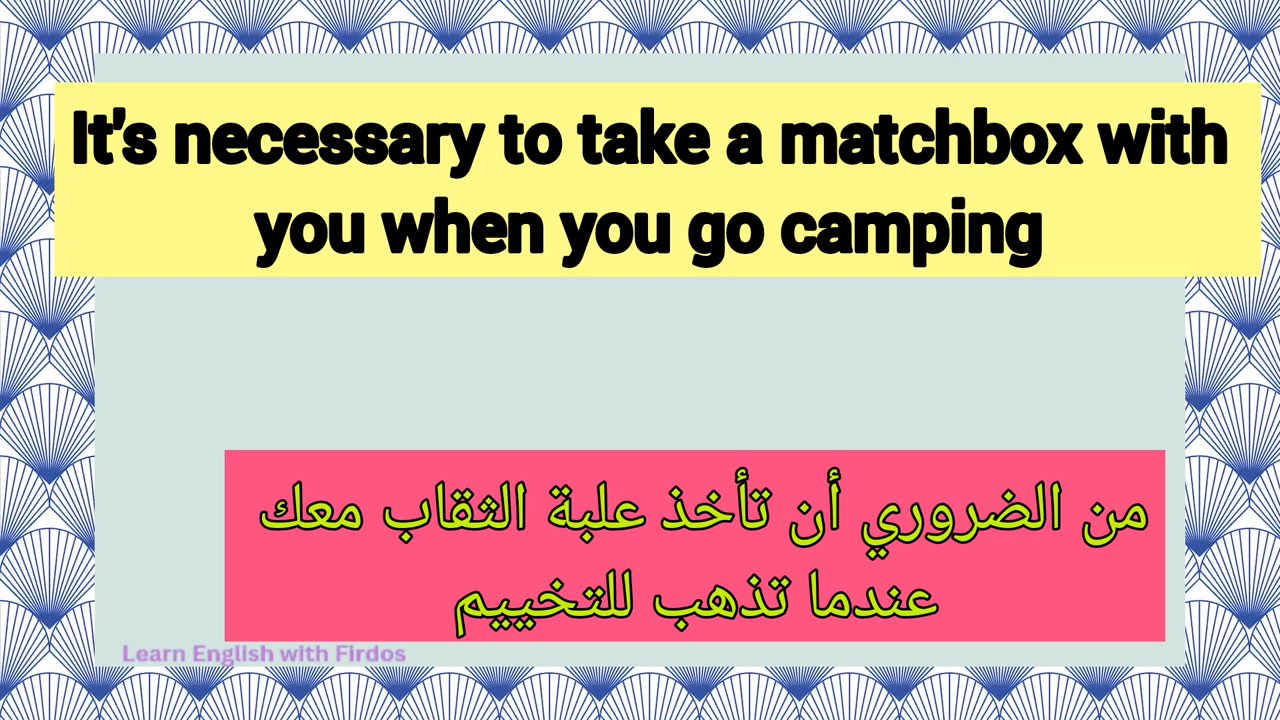 It's necessary to take a matchbox with
you when you go camping
من الضروري أن تأخذ علبة الثقاب معك
عندما تذهب للتخييم
Learn English with Firdos